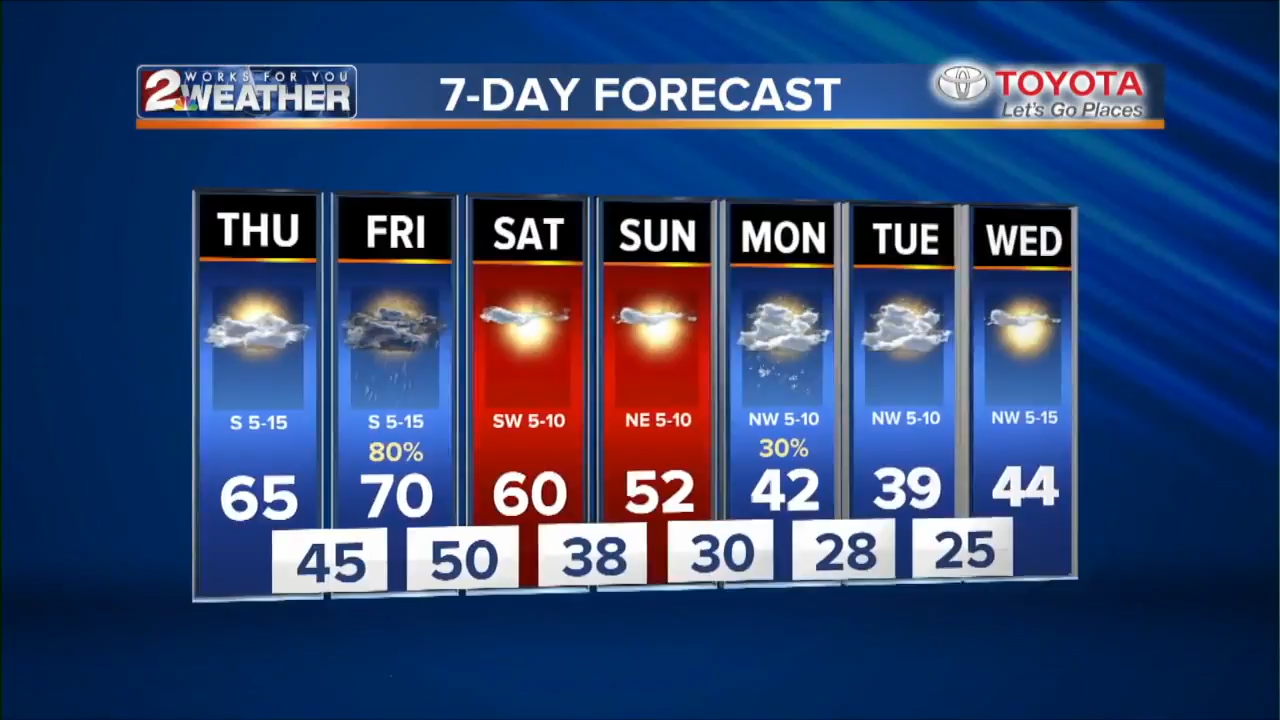 2 WORKS FOR YOU
WEATHER
7-DAY FORECAST
TOYOTA
Let's Go Places
THU FRI SAT SUN MON TUE WED
S 5-15 S 5-15 SW 5-10 NE 5-10 NW 5-10 NW 5-10 NW 5-15
80% 30%
65 70 60 52 42 39 44
45 50 38 30 28 25